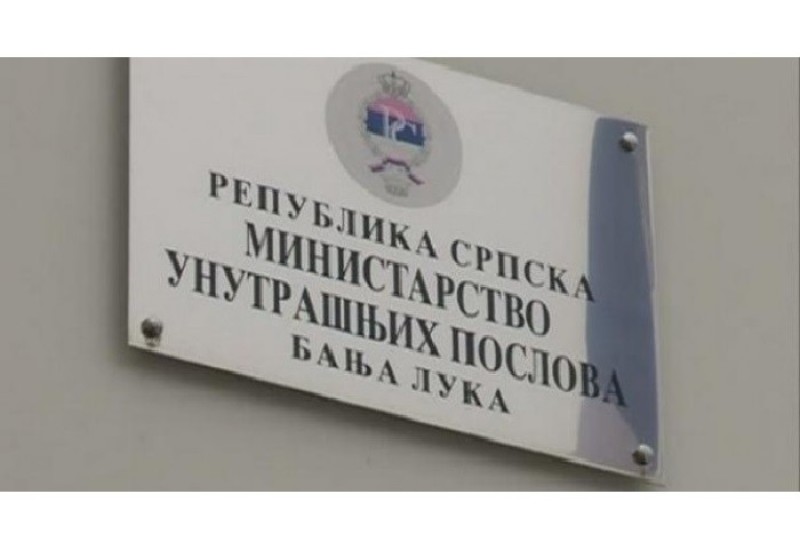 РЕПУБЛИКА СРПСКА
МИНИСТАРСТВО
УНУТРАШЊИХ ПОСЛОВА
БАЊА ЛУКА